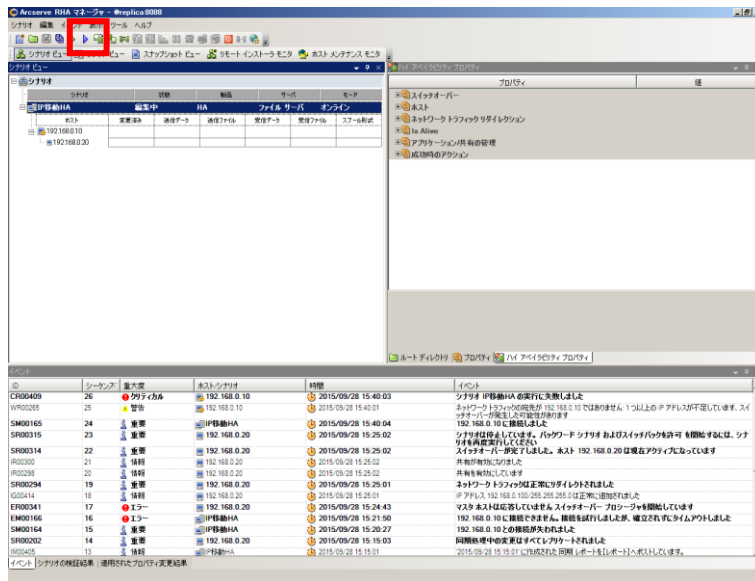 Arcserve RHA マネージャ - @replica:8088
シナリオ 編集 ツール ヘルプ
シナリオ ビュー スナップショット ビュー リモート インストーラ モニタ ホスト メンテナンス モニタ
シナリオ ビュー
ハイ アベイラビリティ プロパティ
シナリオ
シナリオ 状態 製品 サーバ モード
IP移動HA 編集中 HA ファイル サーバ オンライン
ホスト 変更済み 送信データ 送信ファイル 受信データ 受信ファイル スプール形式
192.168.0.10
192.168.0.20
プロパティ 値
スイッチオーバー
ホスト
ネットワーク トラフィック リダイレクション
Is Alive
アプリケーション/共有の管理
成功時のアクション
ルート ディレクトリ プロパティ ハイ アベイラビリティ プロパティ
イベント
ID シーケンス 重大度 ホスト/シナリオ 時間 イベント
CR00409 26 クリティカル 192.168.0.10 2015/09/28 15:40:03 シナリオ IP移動HA の実行に失敗しました
WR00265 25 警告 192.168.0.10 2015/09/28 15:40:01 ネットワーク トラフィックの宛先が 192.168.0.10 ではありません: 1つ以上の IP アドレスが不足しています、スイ
ッチオーバーが発生した可能性があります
SM00165 24 重要 IP移動HA 2015/09/28 15:40:04 192.168.0.10 に接続しました
SR00315 23 重要 192.168.0.20 2015/09/28 15:25:02 シナリオは停止しています。バックワード シナリオ およびスイッチバックを許可 を開始するには、シナ
リオを再度実行してください
SR00314 22 重要 192.168.0.20 2015/09/28 15:25:02 スイッチオーバーが完了しました。ホスト 192.168.0.20 は現在アクティブになっています
IR00300 21 情報 192.168.0.20 2015/09/28 15:25:02 共有が有効になりました
IR00298 20 情報 192.168.0.20 2015/09/28 15:25:02 共有を有効にしています
SR00294 19 重要 192.168.0.20 2015/09/28 15:25:01 ネットワーク トラフィックは正常にリダイレクトされました
IG00414 18 情報 192.168.0.20 2015/09/28 15:25:01 IP アドレス 192.168.0.100/255.255.255.0 は正常に追加されました
ER00341 17 エラー 192.168.0.20 2015/09/28 15:24:43 マスタ ホストは応答していません スイッチオーバー プロシージャを開始しています
EM00166 16 エラー IP移動HA 2015/09/28 15:21:50 192.168.0.10 に接続できません。接続を試行しましたが、確立されずにタイムアウトしました
SM00164 15 重要 IP移動HA 2015/09/28 15:20:27 192.168.0.10 との接続が失われました
SR00202 14 重要 192.168.0.20 2015/09/28 15:15:03 同期処理中の変更はすべてレプリケートされました
IM00405 13 情報 IP移動HA 2015/09/28 15:15:01 '2015/09/28 15:15:01' に作成された 同期 レポートを[レポート]へポストしています。
イベント シナリオの検証結果 適用されたプロパティ変更結果